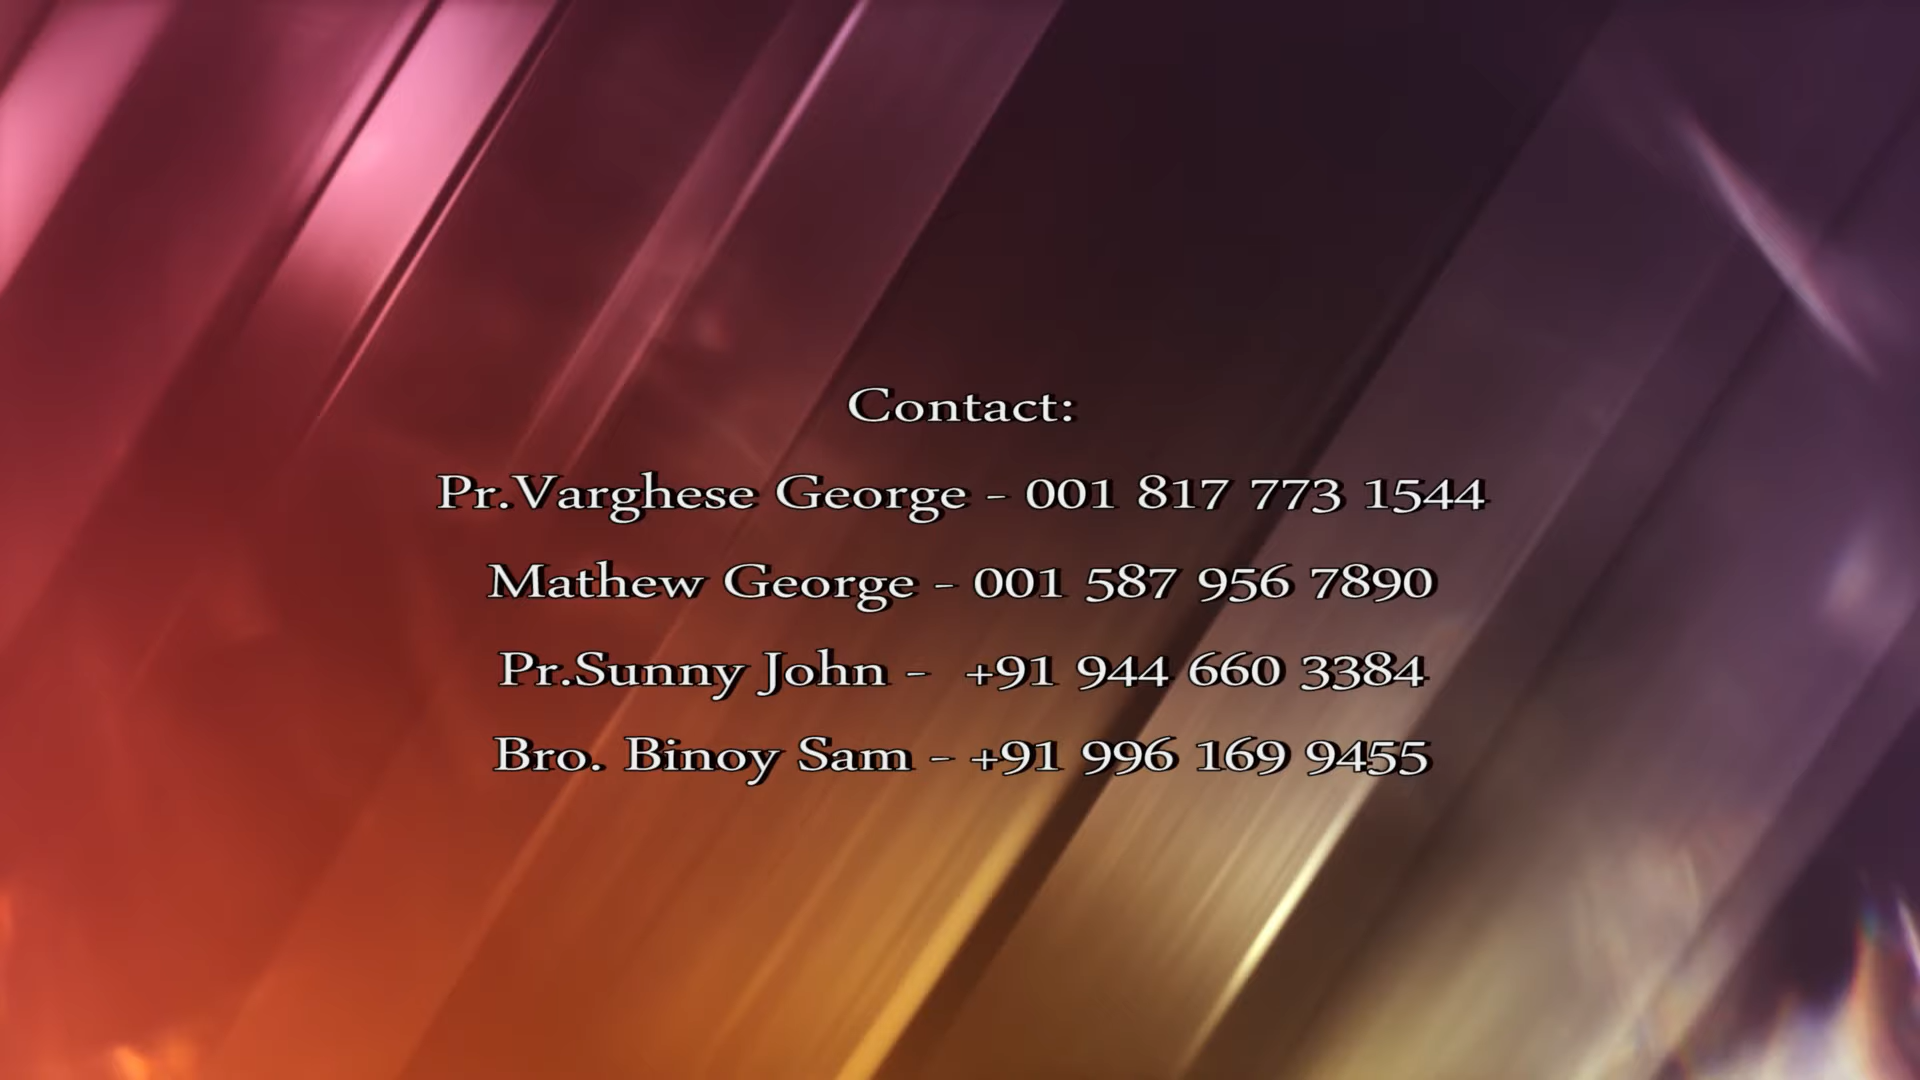 Contact:
Pr.Varghese George - 001 817 773 1544
Mathew George - 001 587 956 7890
Pr.Sunny John - +91 944 660 3384
Bro. Binoy Sam - +91 996 169 9455